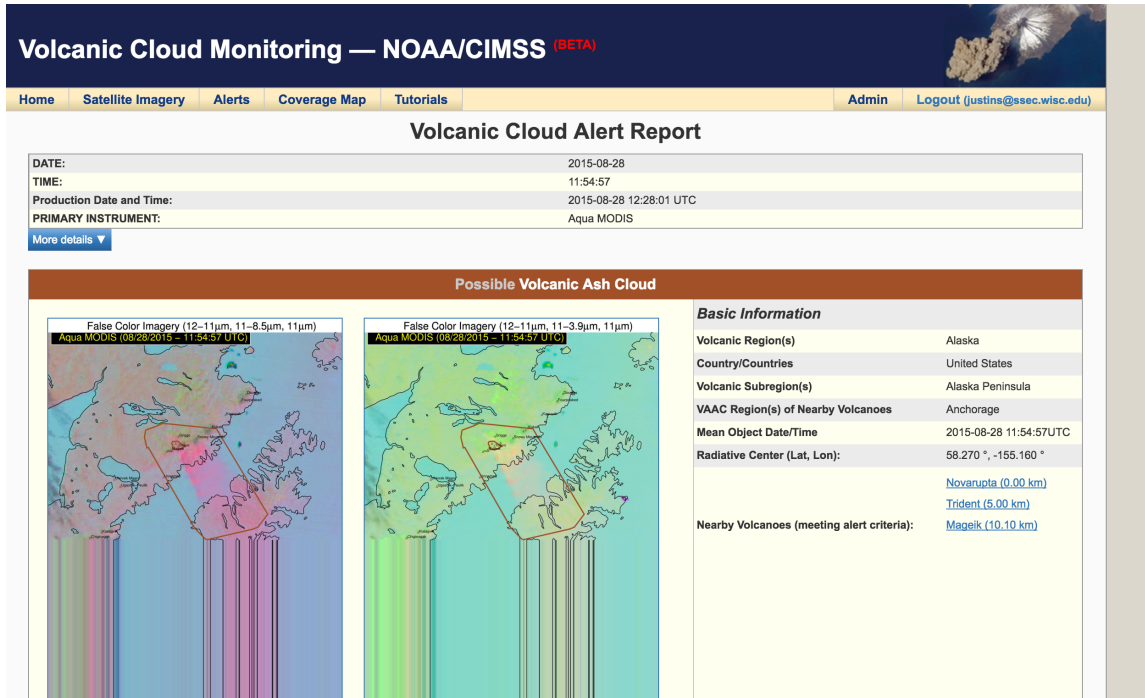 Volcanic Cloud Monitoring — NOAA/CIMSS (BETA)
Home Satellite Imagery Alerts Coverage Map Tutorials Admin Logout (justins@ssec.wisc.edu)
Volcanic Cloud Alert Report
DATE: 2015-08-28
TIME: 11:54:57
Production Date and Time: 2015-08-28 12:28:01 UTC
PRIMARY INSTRUMENT: Aqua MODIS
More details ▼
Possible Volcanic Ash Cloud
False Color Imagery (12–11µm, 11–8.5µm, 11µm)
Aqua MODIS (08/28/2015 – 11:54:57 UTC)
False Color Imagery (12–11µm, 11–3.9µm, 11µm)
Aqua MODIS (08/28/2015 – 11:54:57 UTC)
Basic Information
Volcanic Region(s) Alaska
Country/Countries United States
Volcanic Subregion(s) Alaska Peninsula
VAAC Region(s) of Nearby Volcanoes Anchorage
Mean Object Date/Time 2015-08-28 11:54:57UTC
Radiative Center (Lat, Lon): 58.270 °, -155.160 °
Nearby Volcanoes (meeting alert criteria):
Novarupta (0.00 km)
Trident (5.00 km)
Mageik (10.10 km)